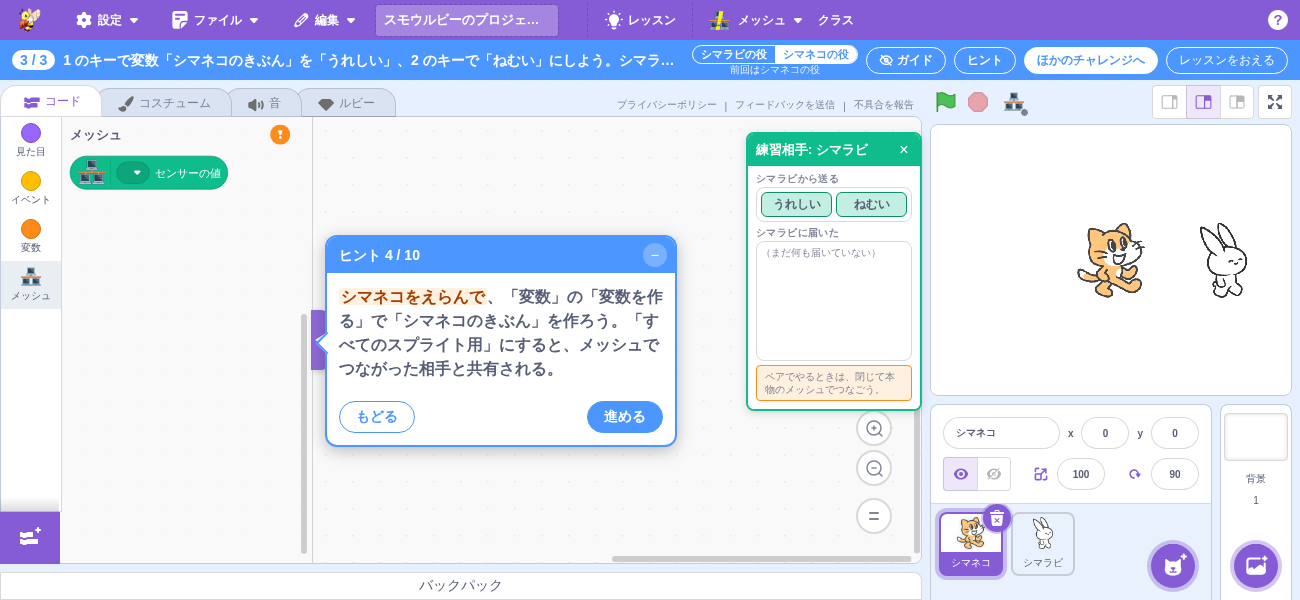 設定
ファイル
編集
スモウルビーのプロジェ…
レッスン
メッシュ
クラス
?
3 / 3
1 のキーで変数「シマネコのきぶん」を「うれしい」、2 のキーで「ねむい」にしよう。シマラ…
シマラビの役
シマネコの役
前回はシマネコの役
ガイド
ヒント
ほかのチャレンジへ
レッスンをおえる
コード
コスチューム
音
ルビー
プライバシーポリシー | フィードバックを送信 | 不具合を報告
見た目
イベント
変数
メッシュ
メッシュ
センサーの値
ヒント 4 / 10
シマネコをえらんで、「変数」の「変数を作
る」で「シマネコのきぶん」を作ろう。「す
べてのスプライト用」にすると、メッシュで
つながった相手と共有される。
もどる
進める
練習相手: シマラビ
×
シマラビから送る
うれしい
ねむい
シマラビに届いた
（まだ何も届いていない）
ペアでやるときは、閉じて本
物のメッシュでつなごう。
シマネコ
x
0
y
0
100
90
シマネコ
シマラビ
背景
1
バックパック